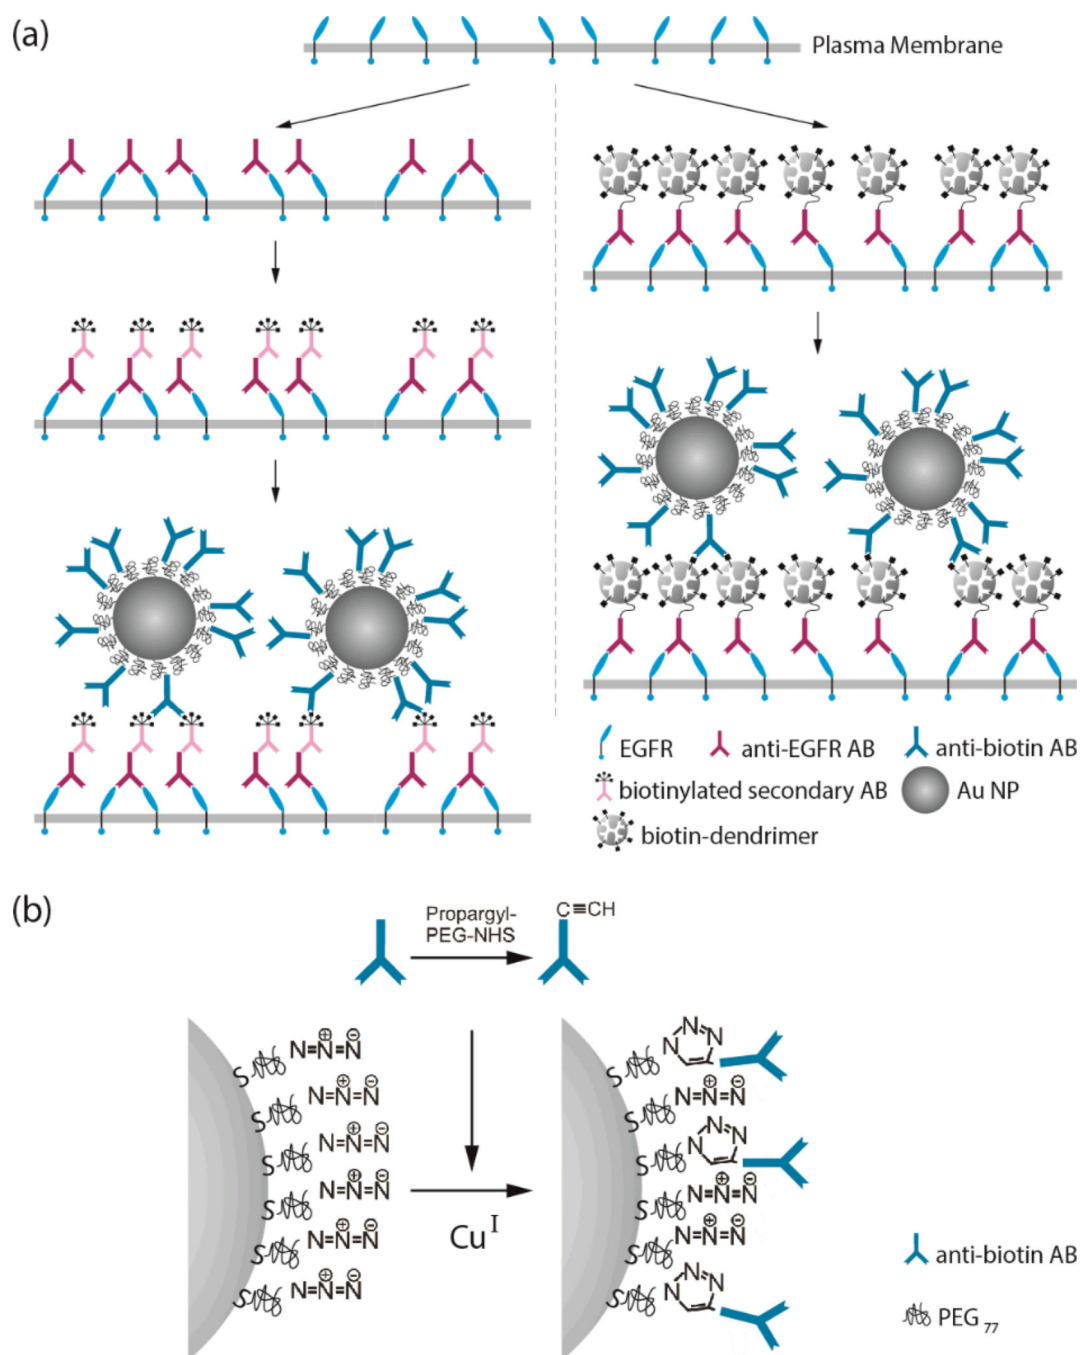 (a)
Plasma Membrane
EGFR
anti-EGFR AB
anti-biotin AB
biotinylated secondary AB
Au NP
biotin-dendrimer
(b)
Propargyl-
PEG-NHS
C≡CH
S N=N⊕=N⊖
S N=N⊕=N⊖
S N=N⊕=N⊖
S N=N⊕=N⊖
S N=N⊕=N⊖
S N=N⊕=N⊖
Cu I
S N N N
S N=N⊕=N⊖
S N N N
S N=N⊕=N⊖
S N=N⊕=N⊖
S N N N
anti-biotin AB
PEG 77